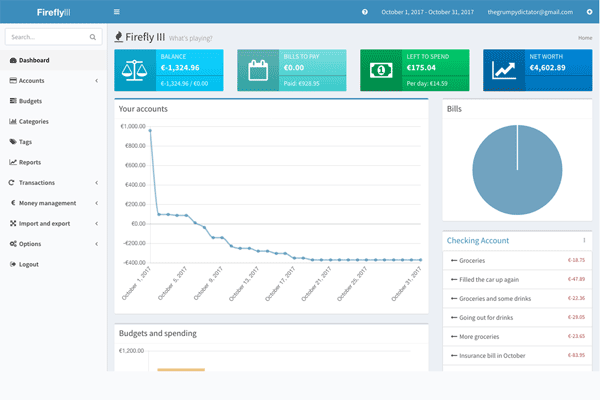 FireflyIII
October 1, 2017 - October 31, 2017
thegrumpydictator@gmail.com
Search...
Dashboard
Accounts
Budgets
Categories
Tags
Reports
Transactions
Money management
Import and export
Options
Logout
Firefly III What's playing?
Home
BALANCE
€-1,324.96
€-1,324.96 / €0.00
BILLS TO PAY
€0.00
Paid: €928.95
LEFT TO SPEND
€175.04
Per day: €14.59
NET WORTH
€4,602.89
Your accounts
€1,000.00
€800.00
€600.00
€400.00
€200.00
€0.00
€-200.00
€-400.00
October 1, 2017
October 5, 2017
October 9, 2017
October 13, 2017
October 17, 2017
October 21, 2017
October 25, 2017
October 31, 2017
Bills
Checking Account
Groceries €-18.75
Filled the car up again €-47.89
Groceries and some drinks €-22.36
Going out for drinks €-29.05
More groceries €-23.65
Insurance bill in October €-83.95
Budgets and spending
€1,200.00